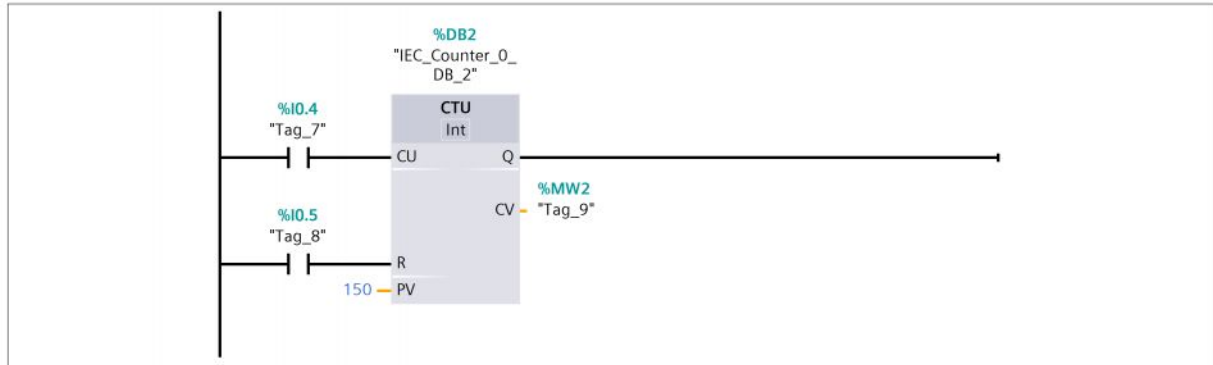 %DB2
"IEC_Counter_0_
DB_2"
CTU
Int
%I0.4
"Tag_7"
CU
Q
%MW2
CV
"Tag_9"
%I0.5
"Tag_8"
R
150
PV